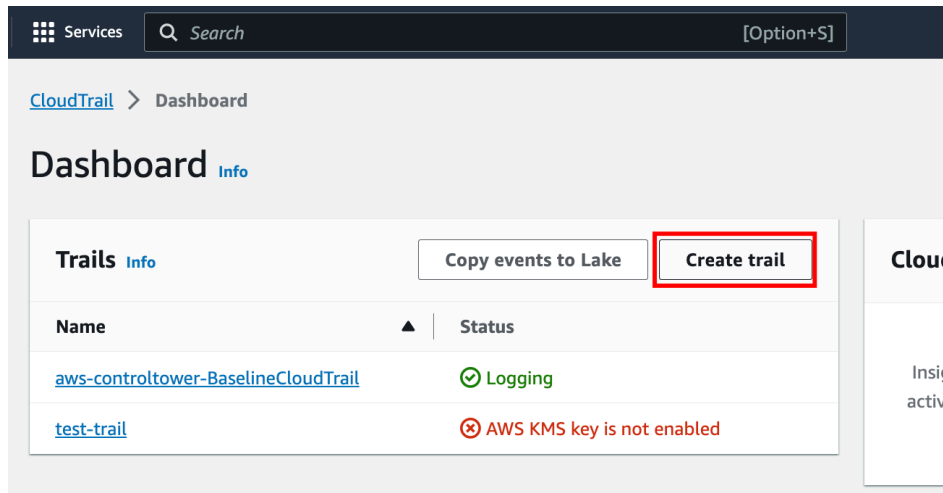 Services Search [Option+S]
CloudTrail > Dashboard
Dashboard Info
Trails Info Copy events to Lake Create trail
Name Status
aws-controltower-BaselineCloudTrail Logging
test-trail AWS KMS key is not enabled